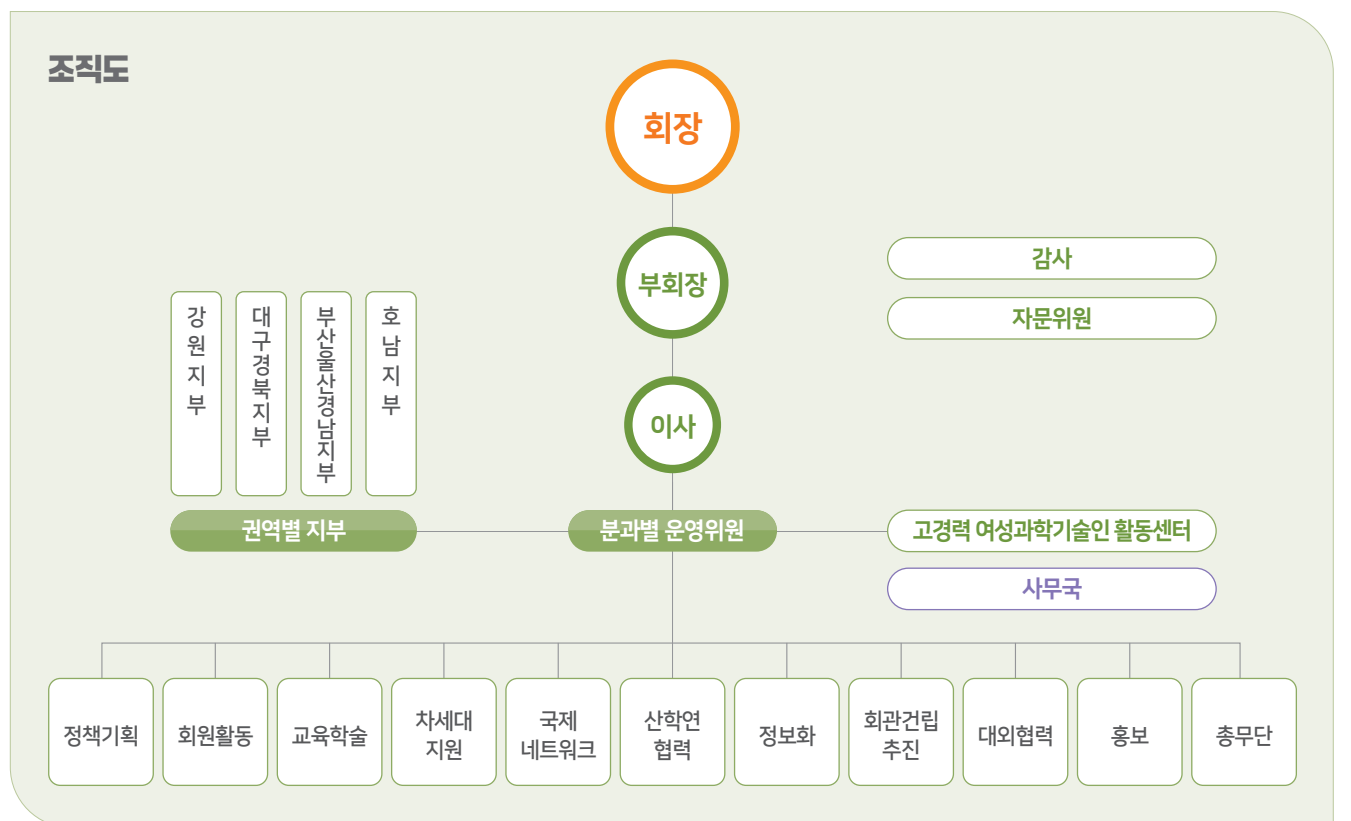 조직도
회장
부회장
감사
자문위원
이사
강원지부
대구경북지부
부산울산경남지부
호남지부
권역별 지부
분과별 운영위원
고경력 여성과학기술인 활동센터
사무국
정책기획
회원활동
교육학술
차세대
지원
국제
네트워크
산학연
협력
정보화
회관건립
추진
대외협력
홍보
총무단